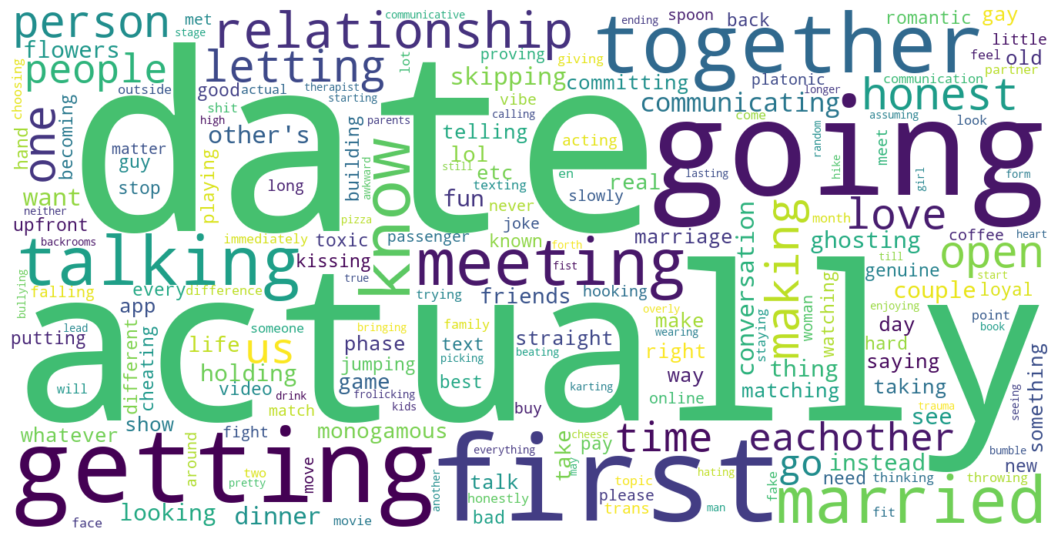 person
relationship
together
communicative
ending
spoon
back
romantic
gay
met
stage
lot
proving
giving
flowers
people
letting
skipping
committing
platonic
longer
little
feel
old
communication
partner
choosing
hand
one
becoming
outside
good
actual
therapist
starting
shit
high
parents
vibe
calling
communicating
come
assuming
look
honest
date
going
matter
guy
stop
other's
long
building
awkward
know
telling
lol
still
texting
etc
en
acting
real
lasting
random
hike
meet
girl
form
want
playing
fun
never
slowly
neither
upfront
backrooms
pizza
joke
immediately
toxic
passenger
known
forth
marriage
conversation
making
month
love
coffee
heart
ghosting
open
talking
kissing
true
meeting
fist
till
genuine
bullying
falling
every
difference
trying
friends
hooking
staying
woman
watching
couple
loyal
start
enjoying
app
someone
bringing
family
overly
wearing
make
day
point
book
putting
lead
different
cheating
life
us
phase
text
straight
beating
right
hard
saying
actually
holding
jumping
picking
video
game
best
karting
way
thing
matching
taking
trauma
see
something
seeing
will
drink
frolicking
kids
match
buy
online
show
whatever
fight
monogamous
everything
take
cheese
pay
hating
time
eachother
bumble
new
getting
first
around
two
pretty
move
talk
honestly
may
please
topic
trans
fake
go
instead
need
thinking
throwing
looking
dinner
movie
face
another
bad
man
fit
married